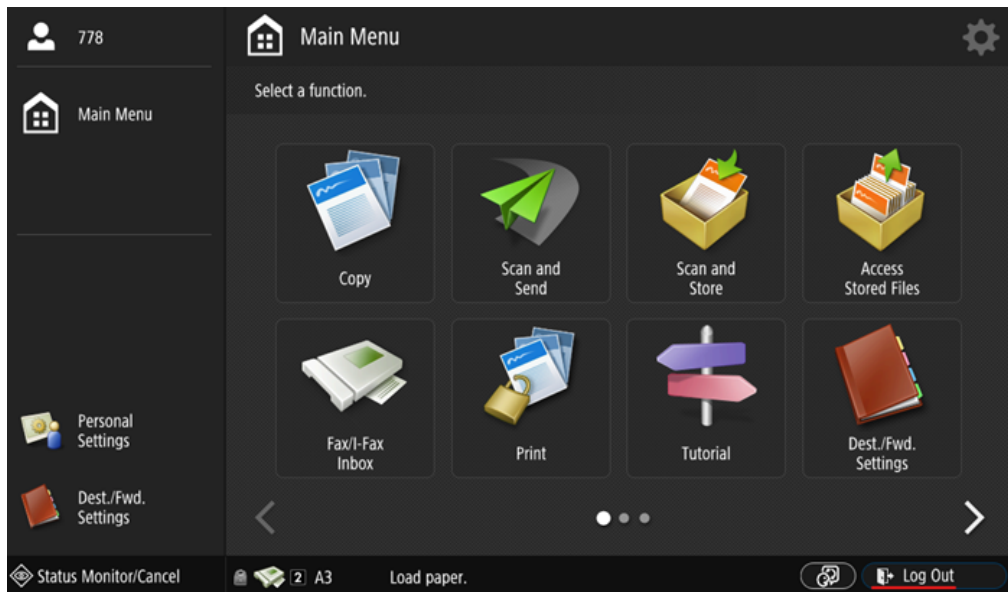 778
Main Menu
Main Menu
Select a function.
Copy
Scan and
Send
Scan and
Store
Access
Stored Files
Fax/I-Fax
Inbox
Print
Tutorial
Dest./Fwd.
Settings
Personal
Settings
Dest./Fwd.
Settings
Status Monitor/Cancel
2 A3 Load paper.
Log Out